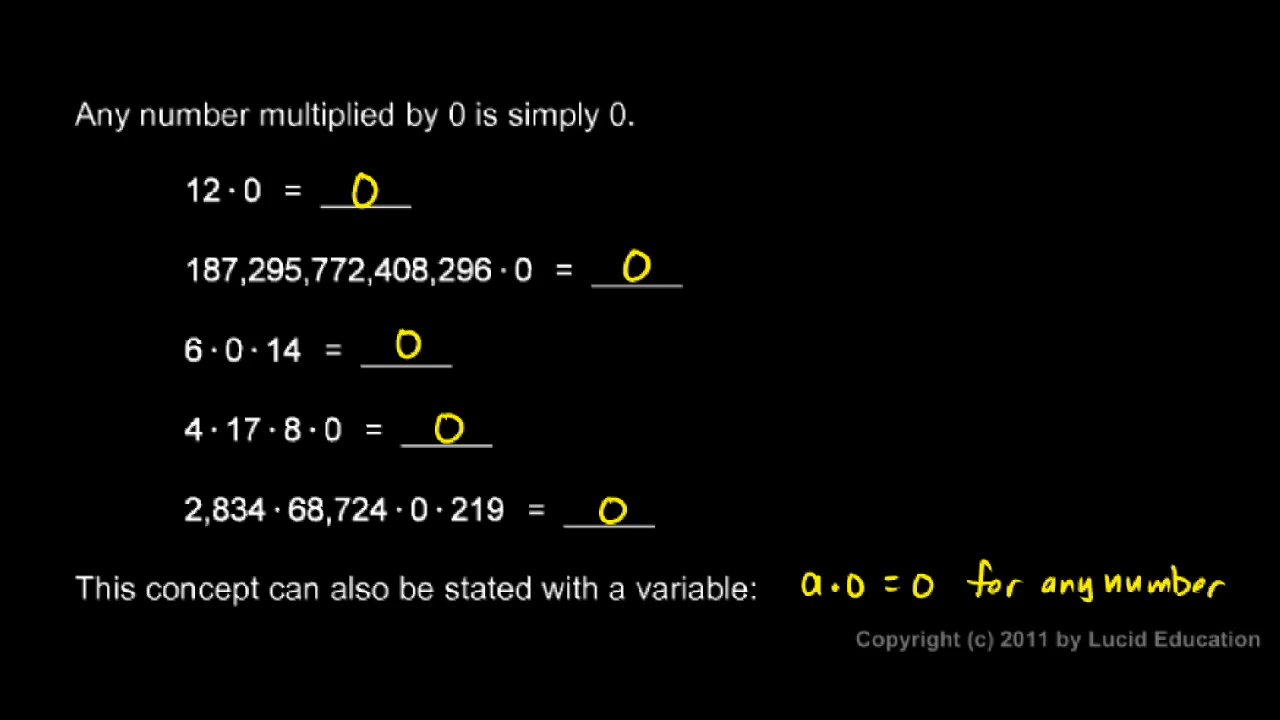 Any number multiplied by 0 is simply 0.
12 · 0 = 0
187,295,772,408,296 · 0 = 0
6 · 0 · 14 = 0
4 · 17 · 8 · 0 = 0
2,834 · 68,724 · 0 · 219 = 0
This concept can also be stated with a variable: a · 0 = 0 for any number
Copyright (c) 2011 by Lucid Education